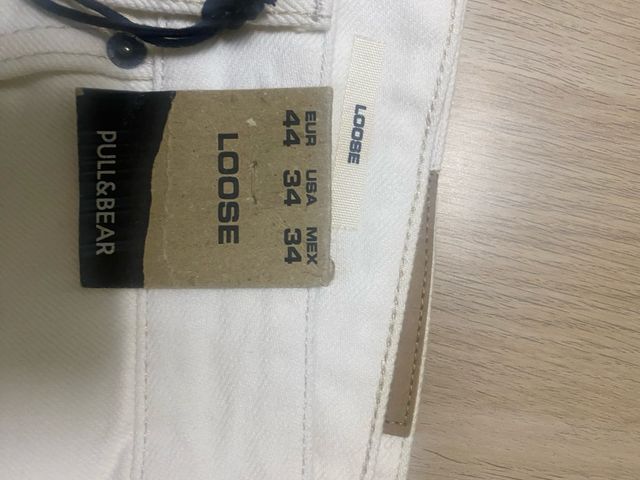 LOOSE
EUR USA MEX
44 34 34
LOOSE
PULL&BEAR